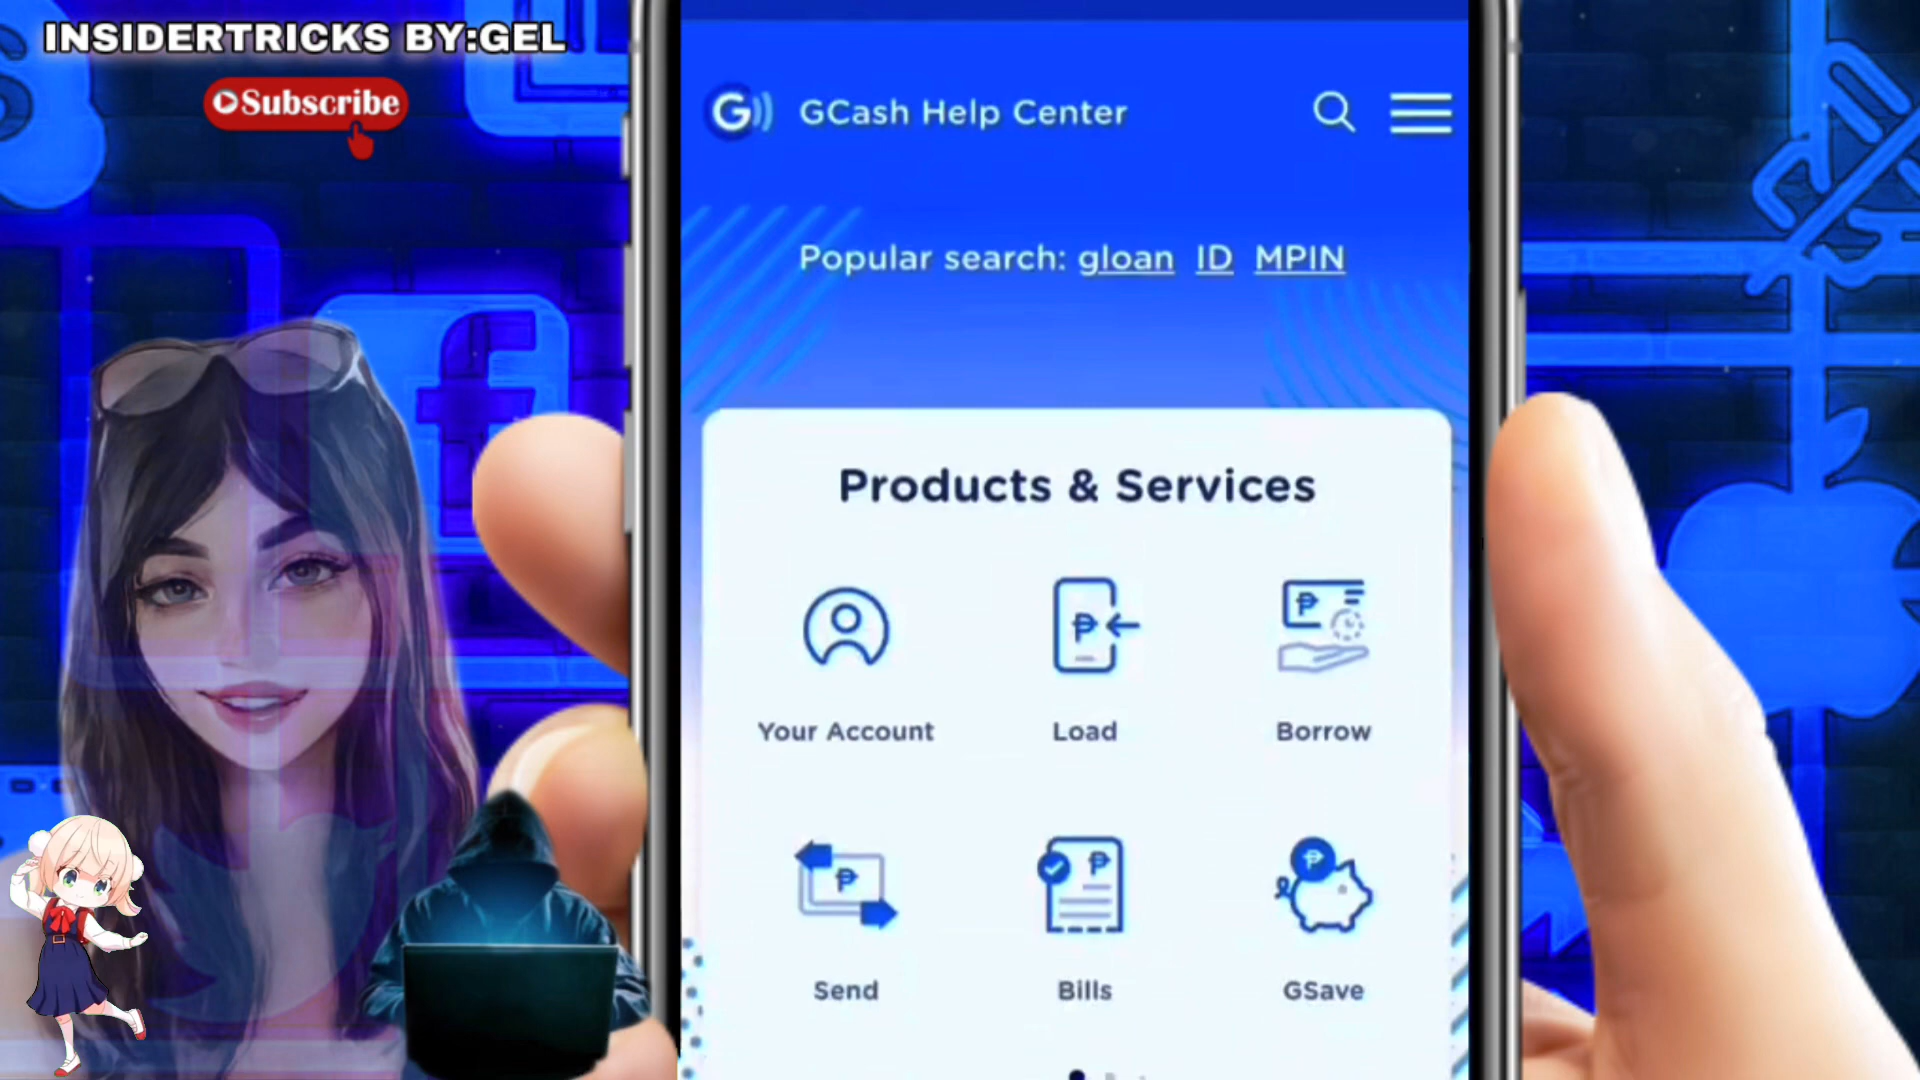 INSIDERTRICKS BY:GEL
Subscribe
G
GCash Help Center
Popular search: gloan ID MPIN
Products & Services
Your Account
Load
Borrow
Send
Bills
GSave